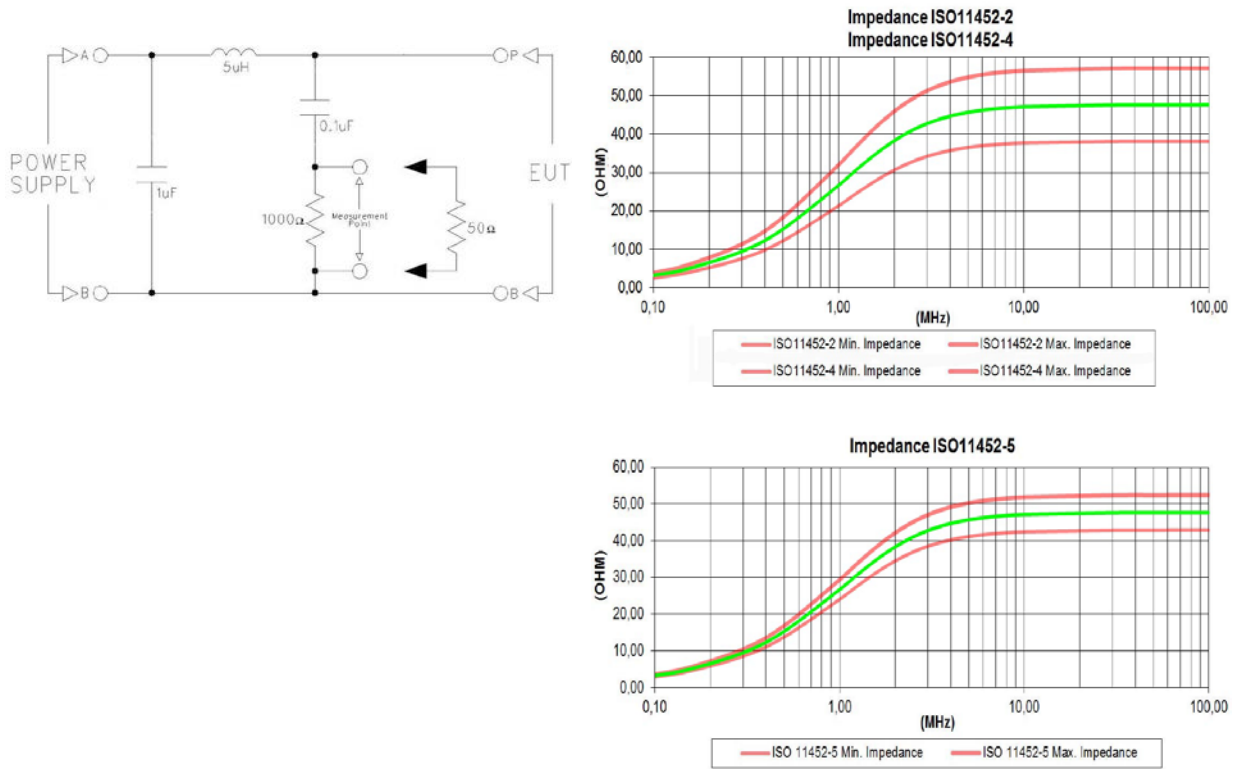 A
5uH
P
0.1uF
POWER
SUPPLY
1uF
1000Ω
Measurement
Point
50Ω
EUT
B
B
Impedance ISO11452-2
Impedance ISO11452-4
60,00
50,00
40,00
30,00
20,00
10,00
0,00
(OHM)
0,10
1,00
10,00
100,00
(MHz)
ISO11452-2 Min. Impedance
ISO11452-2 Max. Impedance
ISO11452-4 Min. Impedance
ISO11452-4 Max. Impedance
Impedance ISO11452-5
60,00
50,00
40,00
30,00
20,00
10,00
0,00
(OHM)
0,10
1,00
10,00
100,00
(MHz)
ISO 11452-5 Min. Impedance
ISO 11452-5 Max. Impedance